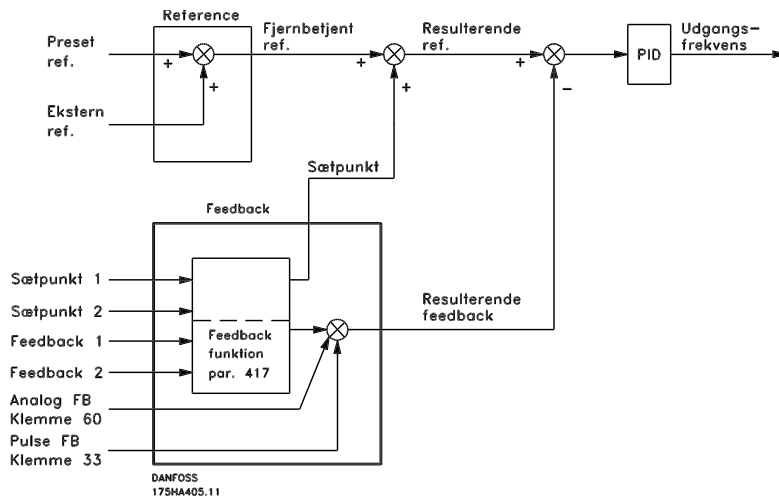 Reference
Preset
ref.
Ekstern
ref.
+
+
Fjernbetjent
ref.
+
+
Resulterende
ref.
+
-
PID
Udgangs-
frekvens
Sætpunkt
Feedback
Sætpunkt 1
Sætpunkt 2
Feedback 1
Feedback 2
Analog FB
Klemme 60
Pulse FB
Klemme 33
Feedback
funktion
par. 417
Resulterende
feedback
DANFOSS
175HA405.11